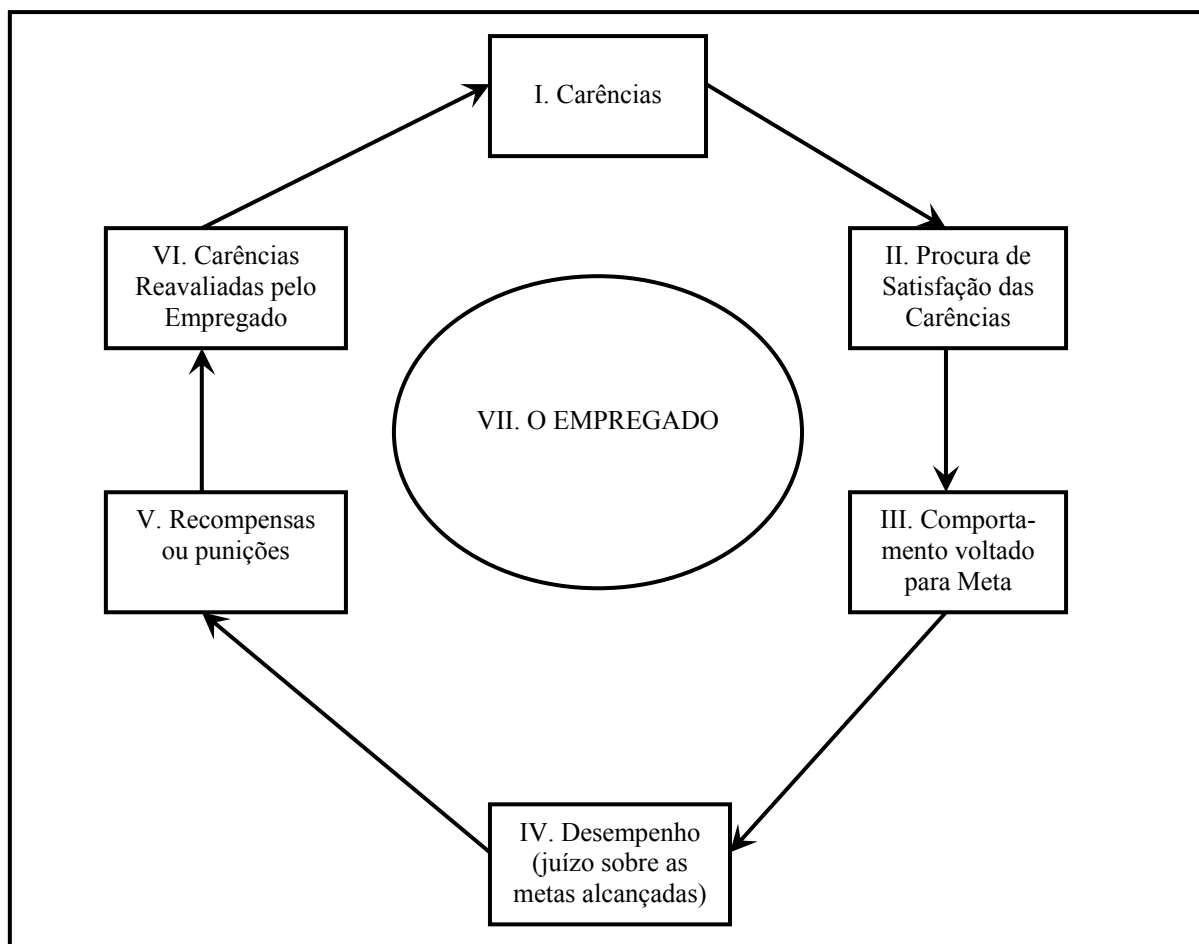 I. Carências
II. Procura de
Satisfação das
Carências
III. Comporta-
mento voltado
para Meta
IV. Desempenho
(juízo sobre as
metas alcançadas)
V. Recompensas
ou punições
VI. Carências
Reavaliadas pelo
Empregado
VII. O EMPREGADO